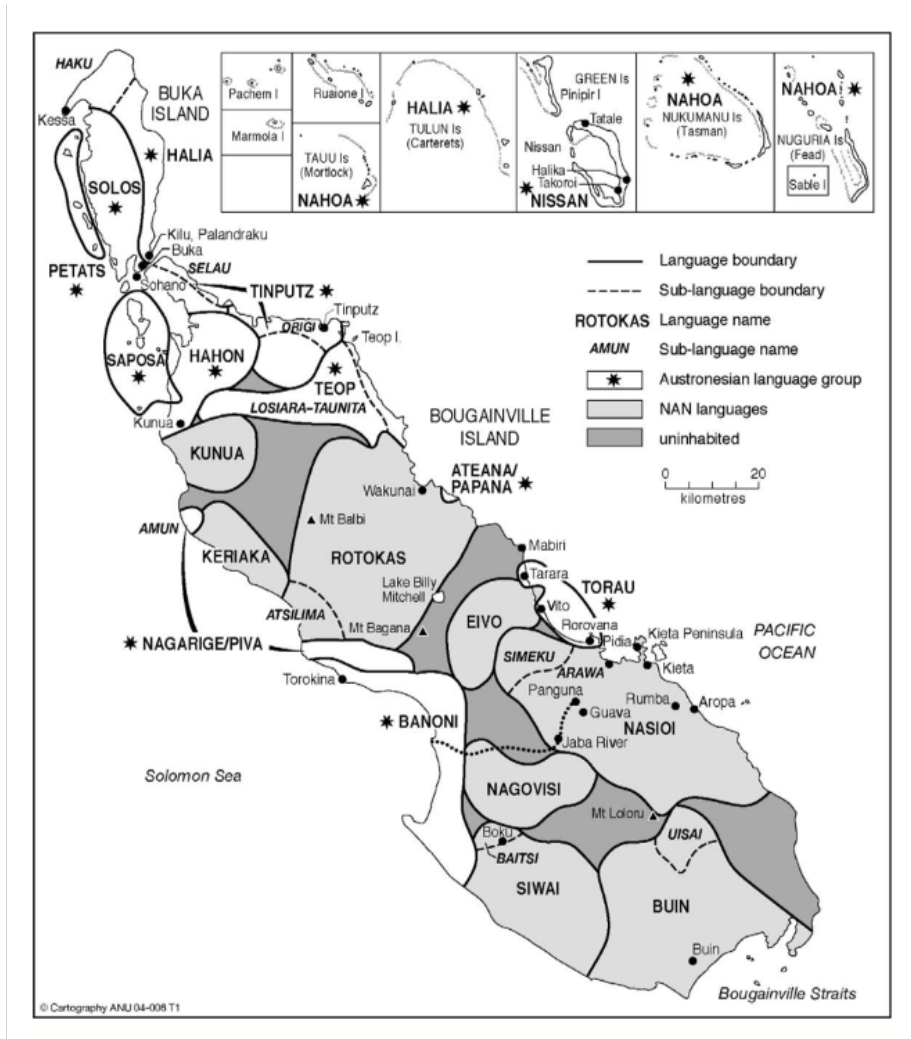 HAKU
BUKA
ISLAND
Kessa
HALIA
SOLOS
Kilu, Palandraku
Buka
SELAU
PETATS
Sohano
TINPUTZ
Tinputz
ORIGI
Teop I.
SAPOSA
HAHON
TEOP
LOSIARA–TAUNITA
Kunua
KUNUA
Pachem I
Marmola I
Ruaione I
TAUU Is
(Mortlock)
NAHOA
HALIA
TULUN Is
(Carterets)
GREEN Is
Pinipir I
Tatale
Nissan
Halika
Takoroi
NISSAN
NAHOA
NUKUMANU Is
(Tasman)
NAHOA
NUGURIA Is
(Fead)
Sable I
Language boundary
Sub-language boundary
ROTOKAS Language name
AMUN Sub-language name
Austronesian language group
NAN languages
uninhabited
0 20
kilometres
BOUGAINVILLE
ISLAND
ATEANA/
PAPANA
Wakunai
AMUN
Mt Balbi
KERIAKA
ROTOKAS
Mabiri
Tarara
TORAU
Lake Billy
Mitchell
ATSILIMA
Mt Bagana
EIVO
Vito
Rorovana
Pidia
Kieta Peninsula
PACIFIC
OCEAN
NAGARIGE/PIVA
SIMEKU
ARAWA
Kieta
Torokina
Panguna
Guava
Rumba
Aropa
NASIOI
BANONI
Jaba River
Solomon Sea
NAGOVISI
Mt Loloru
UISAI
Boku
BAITSI
SIWAI
BUIN
Buin
Bougainville Straits
© Cartography ANU 04-006 T1